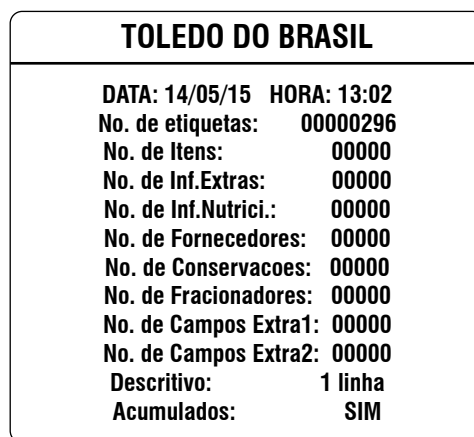 TOLEDO DO BRASIL
DATA: 14/05/15 HORA: 13:02
No. de etiquetas: 00000296
No. de Itens: 00000
No. de Inf.Extras: 00000
No. de Inf.Nutrici.: 00000
No. de Fornecedores: 00000
No. de Conservacoes: 00000
No. de Fracionadores: 00000
No. de Campos Extra1: 00000
No. de Campos Extra2: 00000
Descritivo: 1 linha
Acumulados: SIM